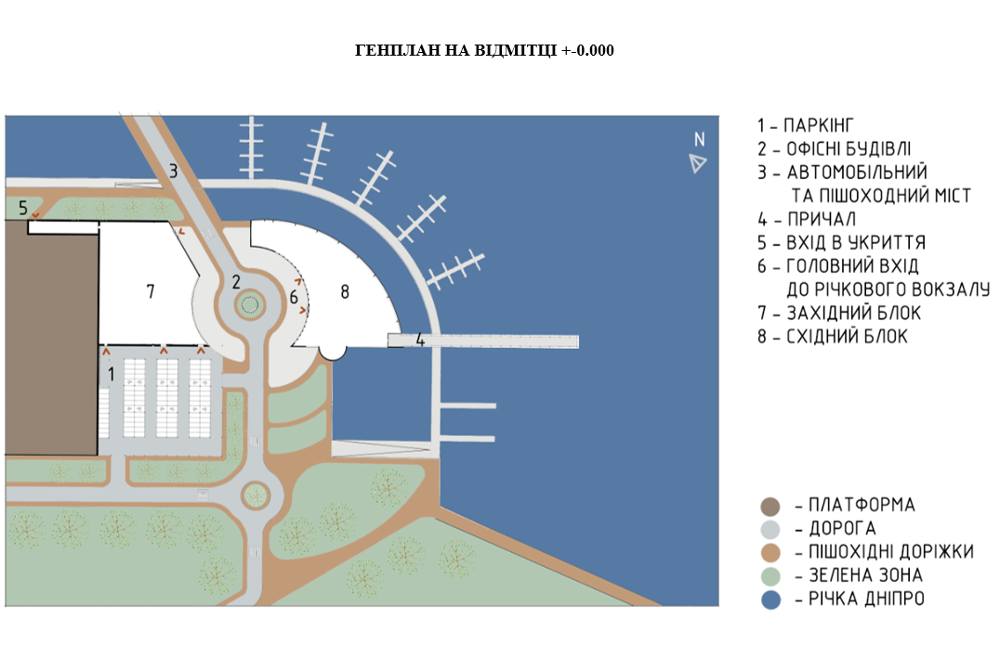 ГЕНПЛАН НА ВІДМІТЦІ +-0.000
N
3
5
2
7
6
8
4
1
1 – ПАРКІНГ
2 – ОФІСНІ БУДІВЛІ
3 – АВТОМОБІЛЬНИЙ
ТА ПІШОХОДНИЙ МІСТ
4 – ПРИЧАЛ
5 – ВХІД В УКРИТТЯ
6 – ГОЛОВНИЙ ВХІД
ДО РІЧКОВОГО ВОКЗАЛУ
7 – ЗАХІДНИЙ БЛОК
8 – СХІДНИЙ БЛОК
– ПЛАТФОРМА
– ДОРОГА
– ПІШОХІДНІ ДОРІЖКИ
– ЗЕЛЕНА ЗОНА
– РІЧКА ДНІПРО